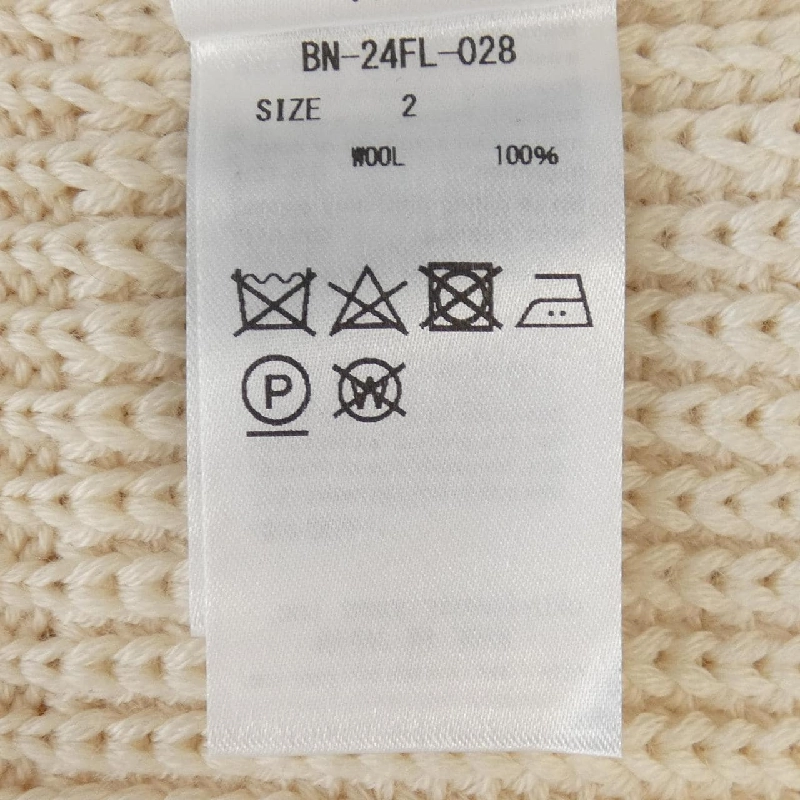 BN-24FL-028
SIZE 2
WOOL 100%
P W